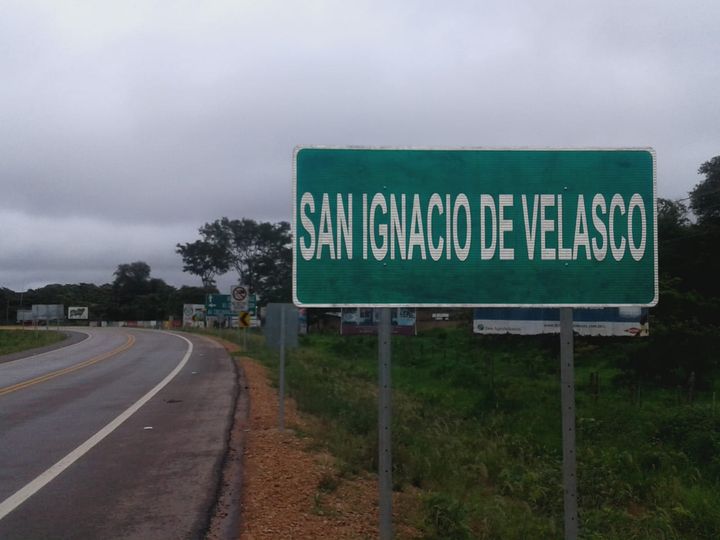 SAN IGNACIO DE VELASCO